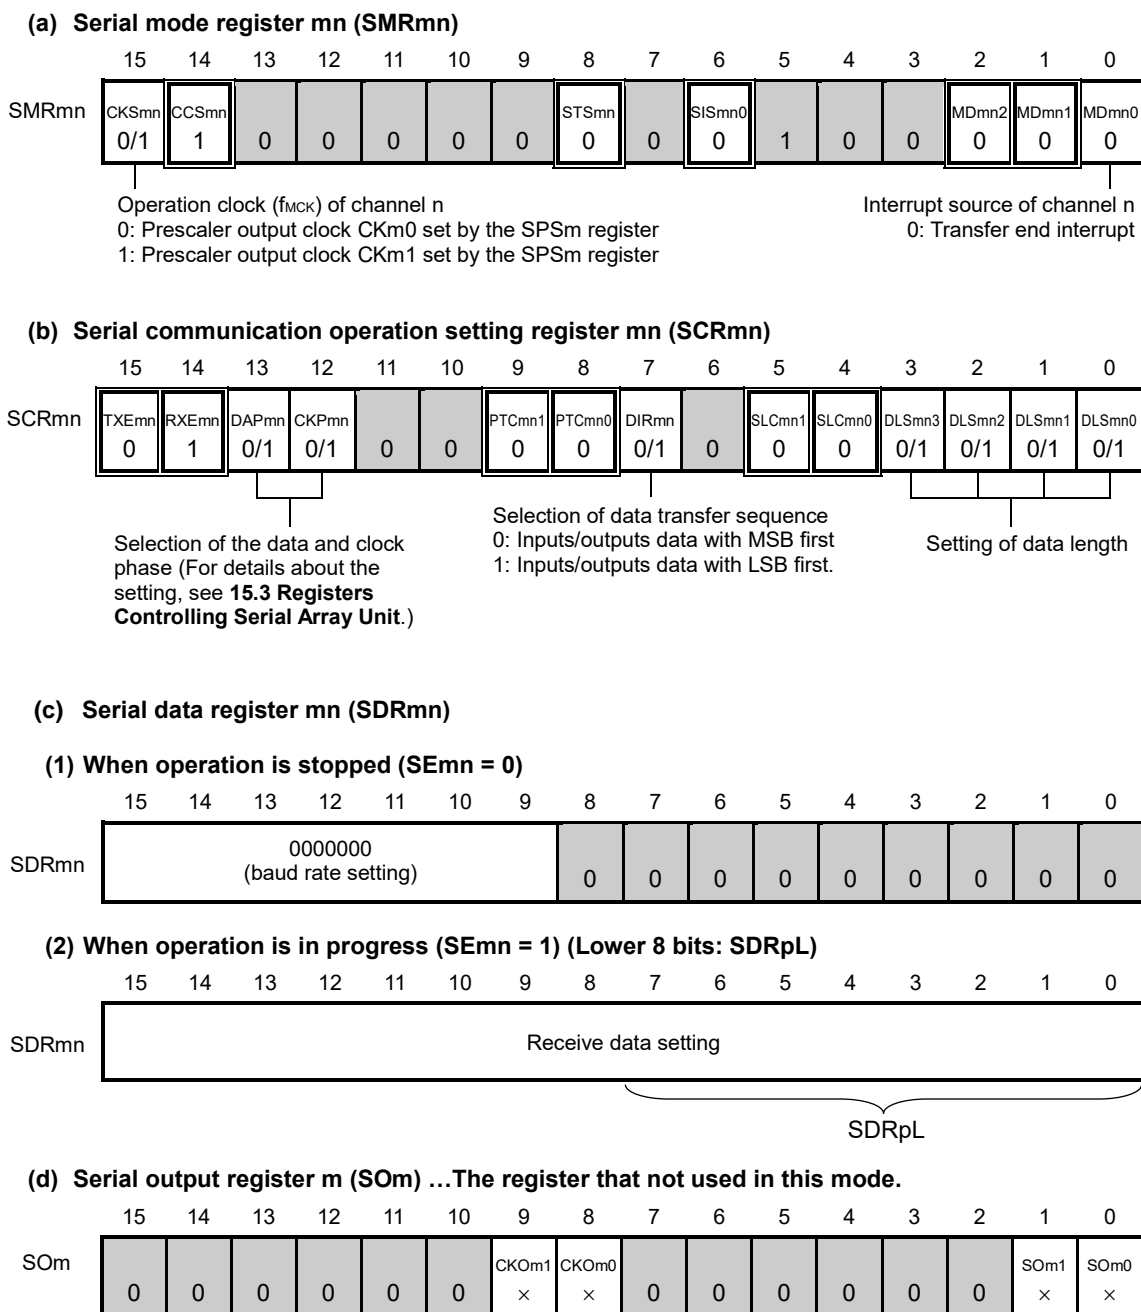 (a) Serial mode register mn (SMRmn)
15 14 13 12 11 10 9 8 7 6 5 4 3 2 1 0
SMRmn CKSmn CCSmn STSmn SISmn0 MDmn2 MDmn1 MDmn0
0/1 1 0 0 0 0 0 0 0 0 1 0 0 0 0 0
Operation clock (fMCK) of channel n
0: Prescaler output clock CKm0 set by the SPSm register
1: Prescaler output clock CKm1 set by the SPSm register
Interrupt source of channel n
0: Transfer end interrupt
(b) Serial communication operation setting register mn (SCRmn)
15 14 13 12 11 10 9 8 7 6 5 4 3 2 1 0
SCRmn TXEmn RXEmn DAPmn CKPmn PTCmn1 PTCmn0 DIRmn SLCmn1 SLCmn0 DLSmn3 DLSmn2 DLSmn1 DLSmn0
0 1 0/1 0/1 0 0 0 0 0/1 0 0 0 0/1 0/1 0/1 0/1
Selection of the data and clock
phase (For details about the
setting, see 15.3 Registers
Controlling Serial Array Unit.)
Selection of data transfer sequence
0: Inputs/outputs data with MSB first
1: Inputs/outputs data with LSB first.
Setting of data length
(c) Serial data register mn (SDRmn)
(1) When operation is stopped (SEmn = 0)
15 14 13 12 11 10 9 8 7 6 5 4 3 2 1 0
SDRmn 0000000
(baud rate setting)
0 0 0 0 0 0 0 0 0
(2) When operation is in progress (SEmn = 1) (Lower 8 bits: SDRpL)
15 14 13 12 11 10 9 8 7 6 5 4 3 2 1 0
SDRmn Receive data setting
SDRpL
(d) Serial output register m (SOm) …The register that not used in this mode.
15 14 13 12 11 10 9 8 7 6 5 4 3 2 1 0
SOm CKOm1 CKOm0 SOm1 SOm0
0 0 0 0 0 0 × × 0 0 0 0 0 0 × ×